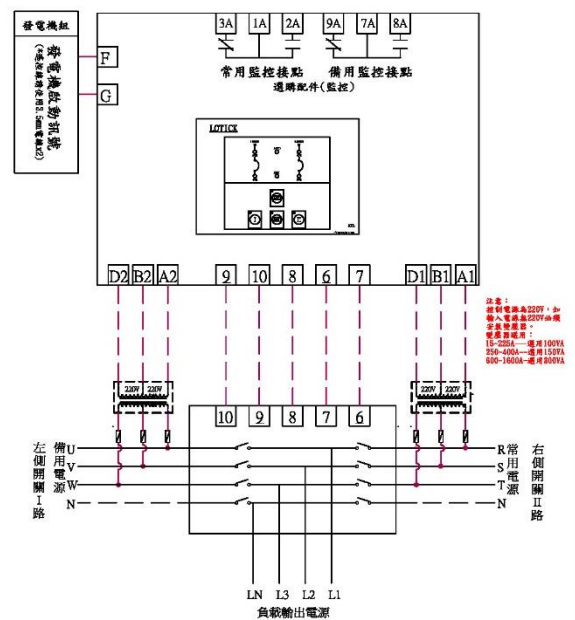 發電機組
發電機啟動訊號
F
G
3A 1A 2A 9A 7A 8A
常用監控接點 備用監控接點
選購配件(監控)
LOTICK
D2 B2 A2 9 10 8 6 7 D1 B1 A1
注意：
控制電源為220V，如
輸入電源無220V必須
安裝變壓器。
變壓器選用：
15-225A---選用100VA
250-400A--選用150VA
600-1600A-選用300VA
220V 220V
220V 220V
10 9 8 7 6
左側開關I路
備用電源
U
V
W
N
R
S
T
N
常用電源
右側開關II路
LN L3 L2 L1
負載輸出電源